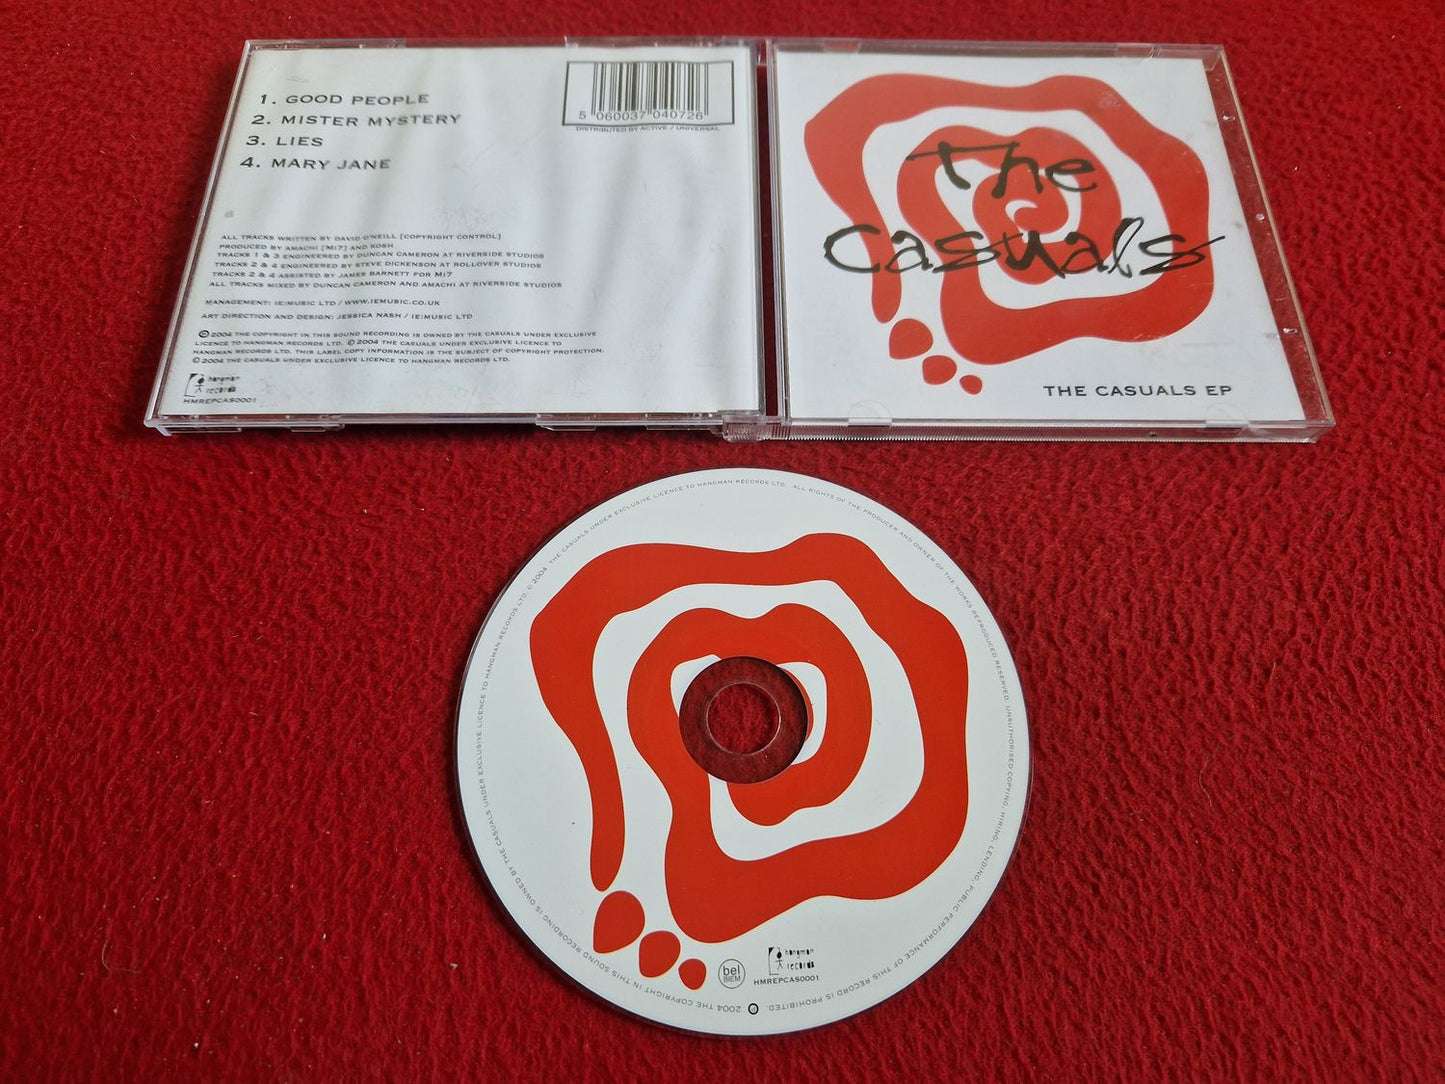 1. GOOD PEOPLE
2. MISTER MYSTERY
3. LIES
4. MARY JANE
5 060037 040726
DISTRIBUTED BY ACTIVE / UNIVERSAL
ALL TRACKS WRITTEN BY DAVID O'NEILL [COPYRIGHT CONTROL]
PRODUCED BY AMACHI [MI7] AND KOSH
TRACKS 1 & 3 ENGINEERED BY DUNCAN CAMERON AT RIVERSIDE STUDIOS
TRACKS 2 & 4 ENGINEERED BY STEVE DICKENSON AT ROLLOVER STUDIOS
TRACKS 2 & 4 ASSISTED BY JAMES BARNETT FOR MI7
ALL TRACKS MIXED BY DUNCAN CAMERON AND AMACHI AT RIVERSIDE STUDIOS
MANAGEMENT: IE:MUSIC LTD / WWW.IEMUSIC.CO.UK
ART DIRECTION AND DESIGN: JESSICA NASH / IE:MUSIC LTD
℗ 2004 THE COPYRIGHT IN THIS SOUND RECORDING IS OWNED BY THE CASUALS UNDER EXCLUSIVE
LICENCE TO HANGMAN RECORDS LTD. © 2004 THE CASUALS UNDER EXCLUSIVE LICENCE TO
HANGMAN RECORDS LTD. THIS LABEL COPY INFORMATION IS THE SUBJECT OF COPYRIGHT PROTECTION.
© 2004 THE CASUALS UNDER EXCLUSIVE LICENCE TO HANGMAN RECORDS LTD.
hangman
records
HMREPCAS0001
The
Casuals
THE CASUALS EP
℗ 2004 THE COPYRIGHT IN THIS SOUND RECORDING IS OWNED BY THE CASUALS UNDER EXCLUSIVE LICENCE TO HANGMAN RECORDS LTD. © 2004 THE CASUALS UNDER EXCLUSIVE LICENCE TO HANGMAN RECORDS LTD. ALL RIGHTS OF THE PRODUCER AND OWNER OF THE WORKS REPRODUCED RESERVED. UNAUTHORISED COPYING, HIRING, LENDING, PUBLIC PERFORMANCE OF THIS RECORD IS PROHIBITED.
bel
BIEM
hangman
records
HMREPCAS0001